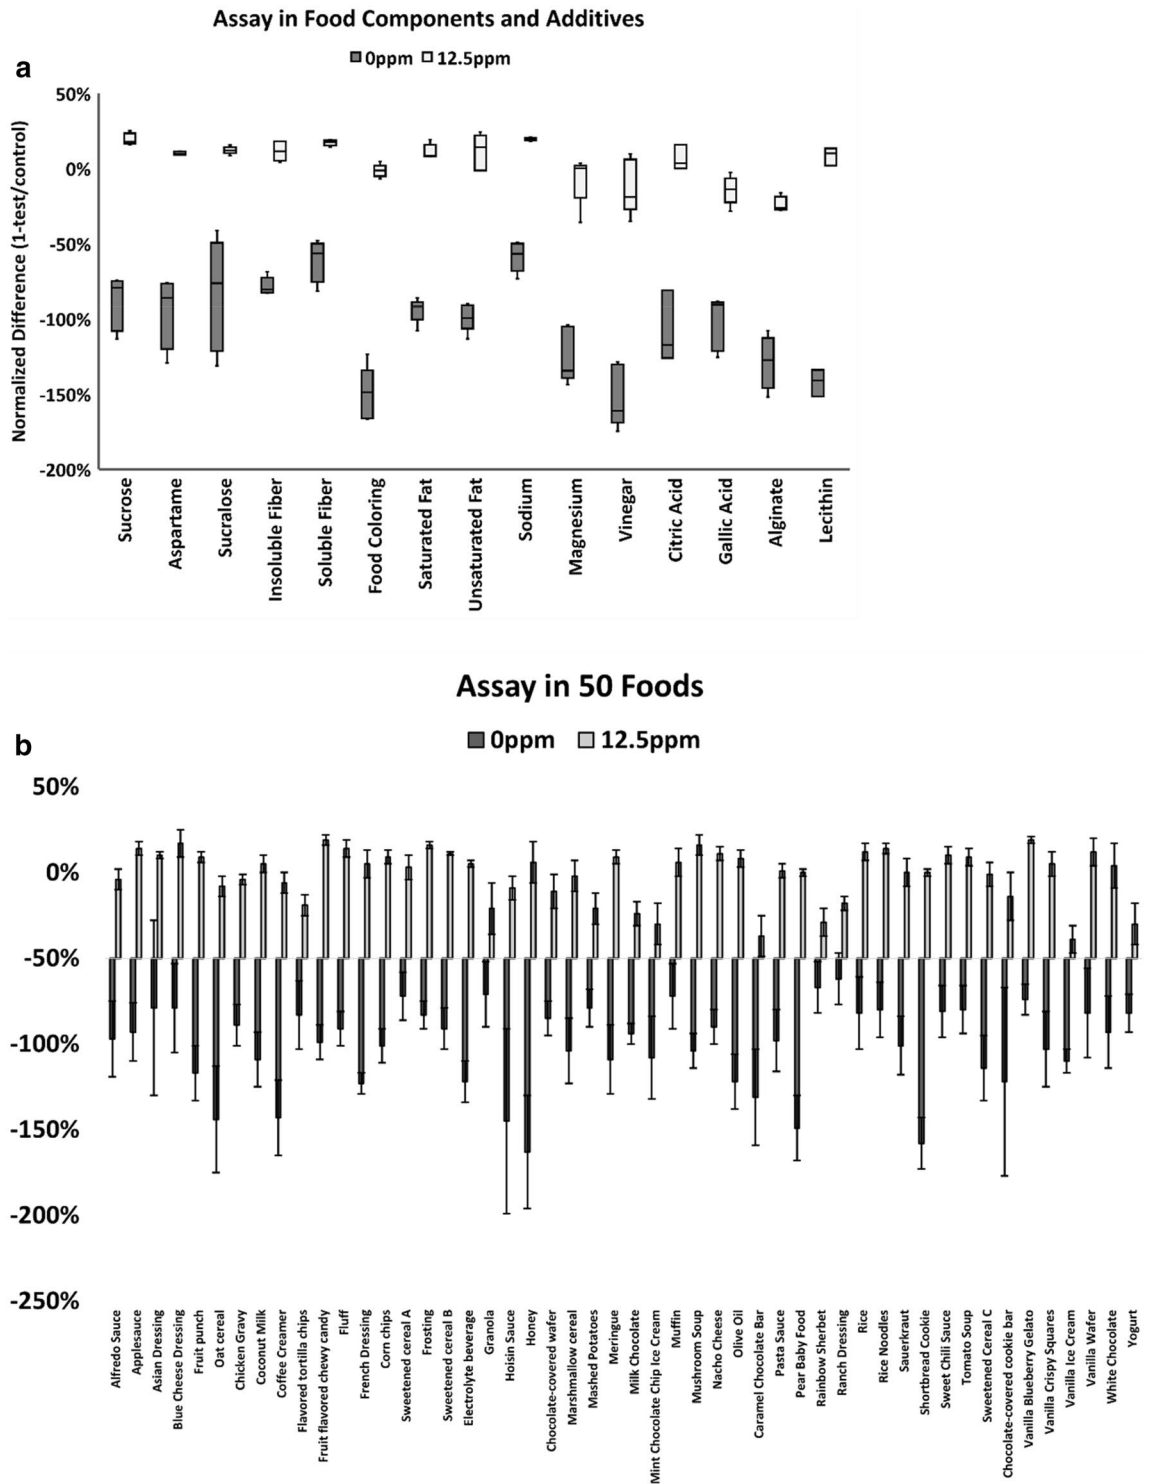 Assay in Food Components and Additives
0ppm 12.5ppm
a
Normalized Difference (1-test/control)
50%
0%
-50%
-100%
-150%
-200%
Sucrose
Aspartame
Sucralose
Insoluble Fiber
Soluble Fiber
Food Coloring
Saturated Fat
Unsaturated Fat
Sodium
Magnesium
Vinegar
Citric Acid
Gallic Acid
Alginate
Lecithin
Assay in 50 Foods
b
0ppm 12.5ppm
50%
0%
-50%
-100%
-150%
-200%
-250%
Alfredo Sauce
Applesauce
Asian Dressing
Blue Cheese Dressing
Fruit punch
Oat cereal
Chicken Gravy
Coconut Milk
Coffee Creamer
Flavored tortilla chips
Fruit flavored chewy candy
Fluff
French Dressing
Corn chips
Sweetened cereal A
Frosting
Sweetened cereal B
Electrolyte beverage
Granola
Hoisin Sauce
Honey
Chocolate-covered wafer
Marshmallow cereal
Mashed Potatoes
Meringue
Milk Chocolate
Mint Chocolate Chip Ice Cream
Muffin
Mushroom Soup
Nacho Cheese
Olive Oil
Caramel Chocolate Bar
Pasta Sauce
Pear Baby Food
Rainbow Sherbet
Ranch Dressing
Rice
Rice Noodles
Sauerkraut
Shortbread Cookie
Sweet Chili Sauce
Tomato Soup
Sweetened Cereal C
Chocolate-covered cookie bar
Vanilla Blueberry Gelato
Vanilla Crispy Squares
Vanilla Ice Cream
Vanilla Wafer
White Chocolate
Yogurt